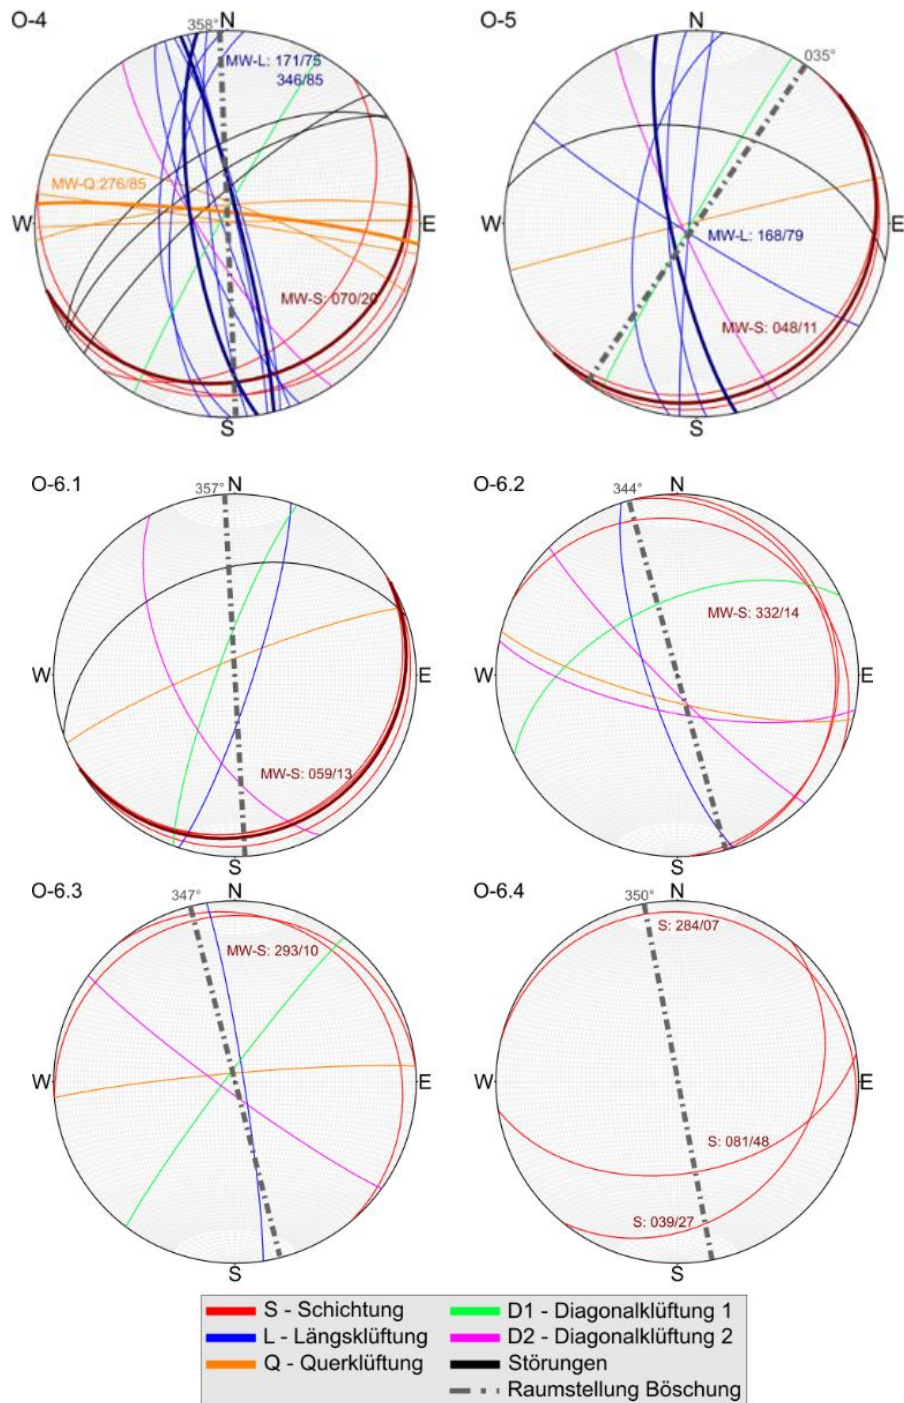 O-4
N
358°
MW-L: 171/75
346/85
MW-Q:276/85
W
E
MW-S: 070/20
S
O-5
N
035°
W
E
MW-L: 168/79
MW-S: 048/11
S
O-6.1
357°
N
W
E
MW-S: 059/13
S
O-6.2
344°
N
MW-S: 332/14
W
E
S
O-6.3
347°
N
MW-S: 293/10
W
E
S
O-6.4
350°
N
S: 284/07
W
E
S: 081/48
S: 039/27
S
S - Schichtung
L - Längsklüftung
Q - Querklüftung
D1 - Diagonalklüftung 1
D2 - Diagonalklüftung 2
Störungen
Raumstellung Böschung